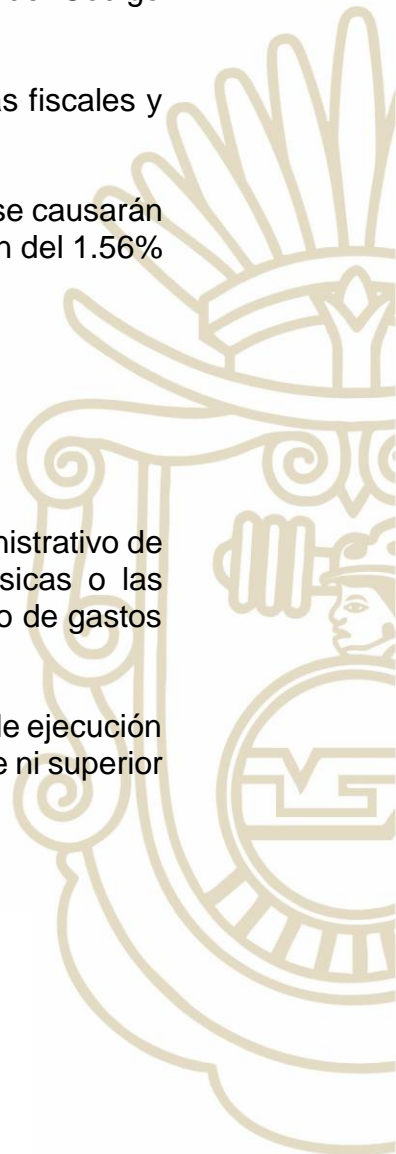 as fiscales y
se causarán
n del 1.56%
nistrativo de
sicas o las
o de gastos
de ejecución
e ni superior